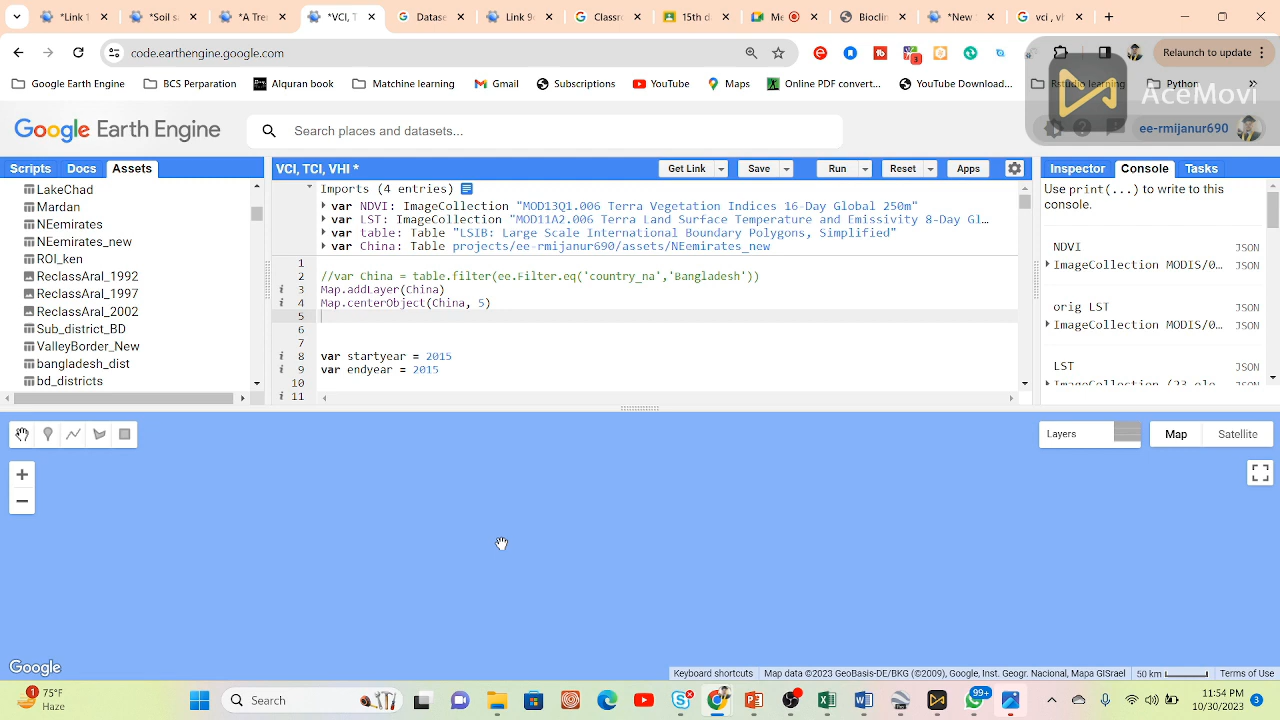 *Link 1
*Soil s
*A Tre
*VCI, T
Datase
Link 9
Classr
15th d
Me
Bioclin
*New
vci , vh
code.earthengine.google.com
3
Relaunch to update
Google Earth Engine
BCS Perparation
Alquran book
Matchine learning
Gmail
Subscriptions
YouTube
Maps
Online PDF converter...
YouTube Download...
Rstudio learning
Python
AceMovi
Google Earth Engine
Search places and datasets...
ee-rmijanur690
Scripts
Docs
Assets
LakeChad
Mardan
NEemirates
NEemirates_new
ROI_ken
ReclassAral_1992
ReclassAral_1997
ReclassAral_2002
Sub_district_BD
ValleyBorder_New
bangladesh_dist
bd_districts
VCI, TCI, VHI *
Get Link
Save
Run
Reset
Apps
Imports (4 entries)
var NDVI: ImageCollection "MOD13Q1.006 Terra Vegetation Indices 16-Day Global 250m"
var LST: ImageCollection "MOD11A2.006 Terra Land Surface Temperature and Emissivity 8-Day Gl…
var table: Table "LSIB: Large Scale International Boundary Polygons, Simplified"
var China: Table projects/ee-rmijanur690/assets/NEemirates_new
1
2 //var China = table.filter(ee.Filter.eq('country_na','Bangladesh'))
i 3 Map.addLayer(China)
i 4 Map.centerObject(China, 5)
5
6
7
i 8 var startyear = 2015
i 9 var endyear = 2015
10
i 11
Inspector
Console
Tasks
Use print(...) to write to this
console.
NDVI JSON
ImageCollection MODIS/0… JSON
orig LST JSON
ImageCollection MODIS/0… JSON
LST JSON
Layers
Map
Satellite
Google
Keyboard shortcuts
Map data ©2023 GeoBasis-DE/BKG (©2009), Google, Inst. Geogr. Nacional, Mapa GISrael
50 km
Terms of Use
1
75°F
Haze
Search
99+
11:54 PM
10/30/2023
3